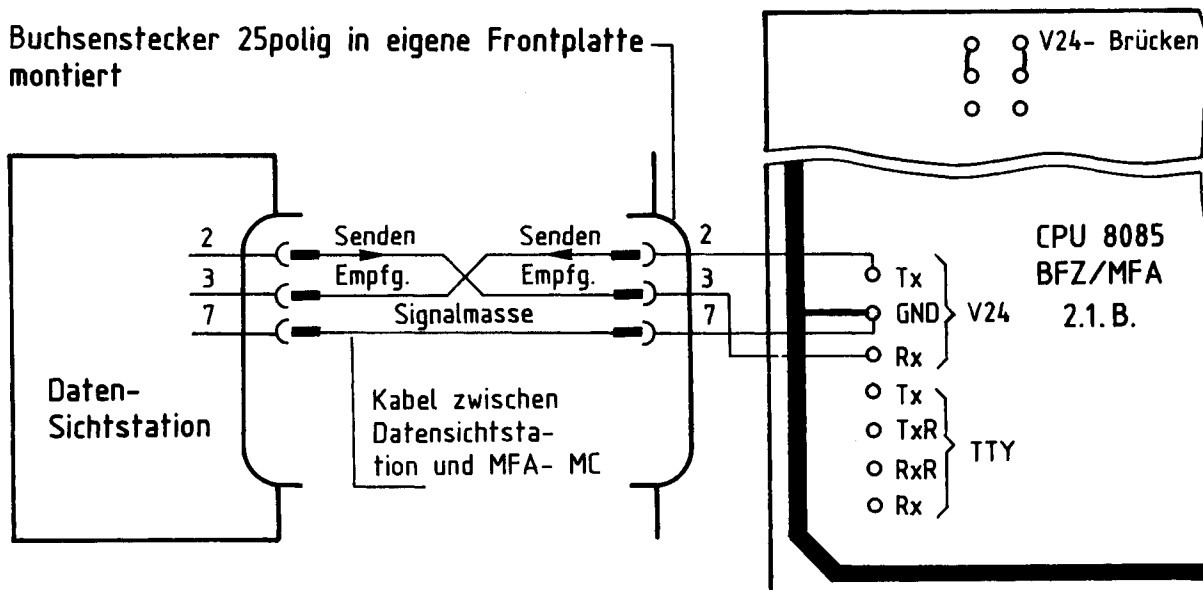 Buchsenstecker 25polig in eigene Frontplatte
montiert
V24- Brücken
2
3
7
Senden
Empfg.
Senden
Empfg.
Signalmasse
2
3
7
Daten-
Sichtstation
Kabel zwischen
Datensichtsta-
tion und MFA- MC
Tx
GND
Rx
V24
Tx
TxR
RxR
Rx
TTY
CPU 8085
BFZ/MFA
2.1.B.